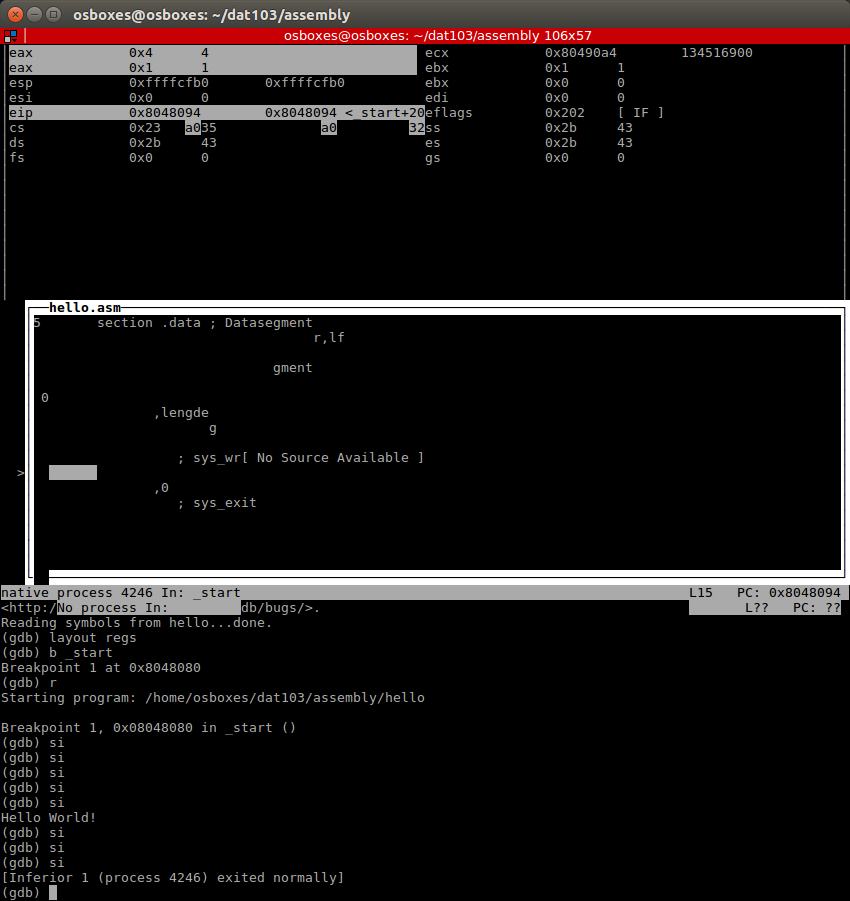 osboxes@osboxes: ~/dat103/assembly
osboxes@osboxes: ~/dat103/assembly 106x57
eax 0x4 4 ecx 0x80490a4 134516900
eax 0x1 1 ebx 0x1 1
esp 0xffffcfb0 0xffffcfb0 ebx 0x0 0
esi 0x0 0 edi 0x0 0
eip 0x8048094 0x8048094 <_start+20eflags 0x202 [ IF ]
cs 0x23 a035 a0 32ss 0x2b 43
ds 0x2b 43 es 0x2b 43
fs 0x0 0 gs 0x0 0
hello.asm
5 section .data ; Datasegment
r,lf
gment
0
,lengde
g
; sys_wr[ No Source Available ]
>
,0
; sys_exit
native process 4246 In: _start L15 PC: 0x8048094
<http:/No process In: db/bugs/>. L?? PC: ??
Reading symbols from hello...done.
(gdb) layout regs
(gdb) b _start
Breakpoint 1 at 0x8048080
(gdb) r
Starting program: /home/osboxes/dat103/assembly/hello
Breakpoint 1, 0x08048080 in _start ()
(gdb) si
(gdb) si
(gdb) si
(gdb) si
(gdb) si
Hello World!
(gdb) si
(gdb) si
(gdb) si
[Inferior 1 (process 4246) exited normally]
(gdb)